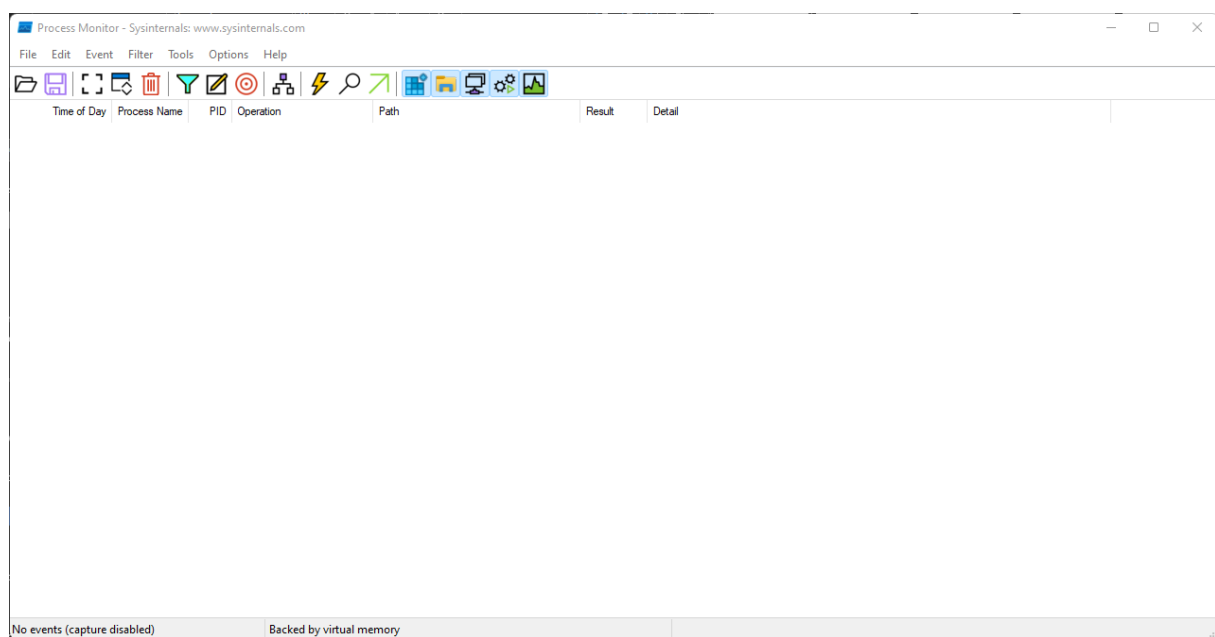 Process Monitor - Sysinternals: www.sysinternals.com
File Edit Event Filter Tools Options Help
Time of Day Process Name PID Operation Path Result Detail
No events (capture disabled) Backed by virtual memory